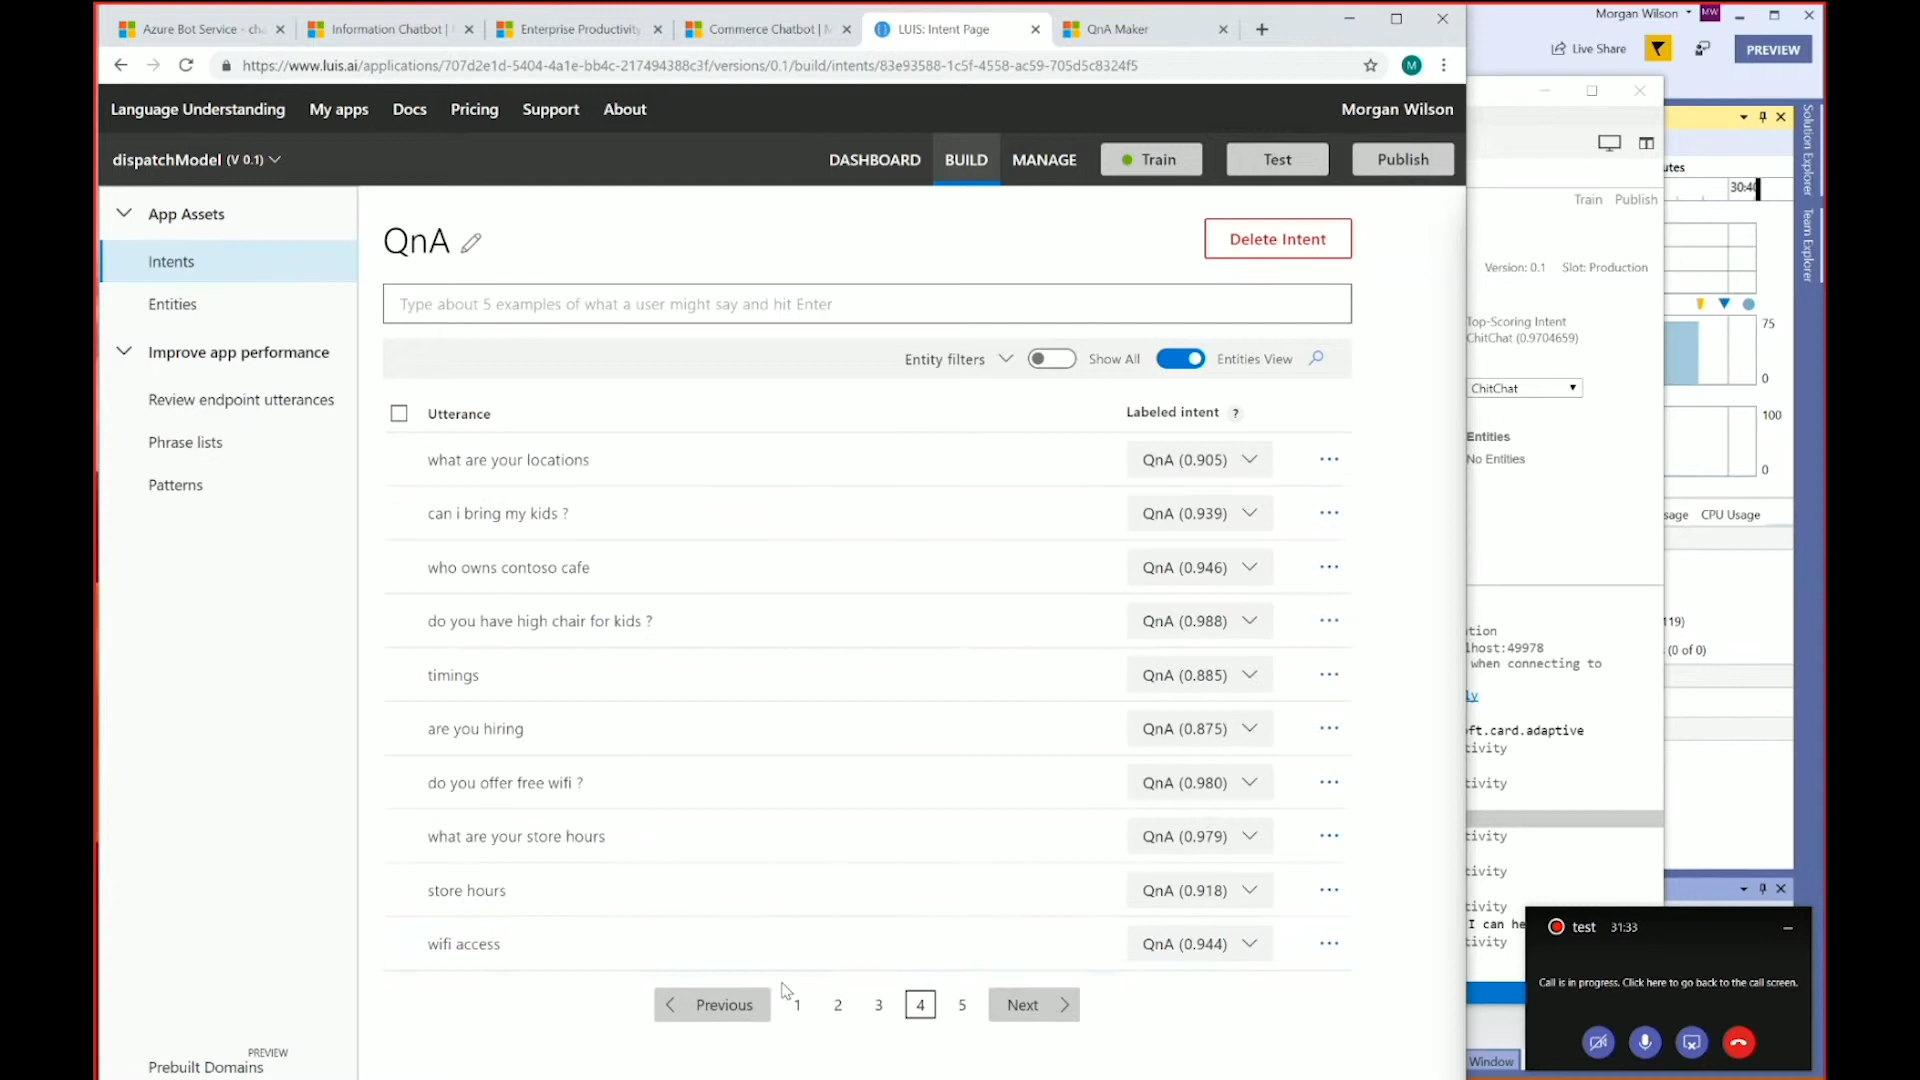 Azure Bot Service - cha
Information Chatbot |
Enterprise Productivity
Commerce Chatbot | M
LUIS: Intent Page
QnA Maker
Morgan Wilson
MW
Live Share
PREVIEW
https://www.luis.ai/applications/707d2e1d-5404-4a1e-bb4c-217494388c3f/versions/0.1/build/intents/83e93588-1c5f-4558-ac59-705d5c8324f5
M
Language Understanding
My apps
Docs
Pricing
Support
About
Morgan Wilson
dispatchModel (V 0.1)
DASHBOARD
BUILD
MANAGE
Train
Test
Publish
App Assets
Intents
Entities
Improve app performance
Review endpoint utterances
Phrase lists
Patterns
PREVIEW
Prebuilt Domains
QnA
Delete Intent
Type about 5 examples of what a user might say and hit Enter
Entity filters
Show All
Entities View
Utterance
Labeled intent ?
what are your locations QnA (0.905)
can i bring my kids ? QnA (0.939)
who owns contoso cafe QnA (0.946)
do you have high chair for kids ? QnA (0.988)
timings QnA (0.885)
are you hiring QnA (0.875)
do you offer free wifi ? QnA (0.980)
what are your store hours QnA (0.979)
store hours QnA (0.918)
wifi access QnA (0.944)
Previous 1 2 3 4 5 Next
Train Publish
Version: 0.1 Slot: Production
Top-Scoring Intent
ChitChat (0.9704659)
ChitChat
Entities
No Entities
tion
lhost:49978
when connecting to
ly
ft.card.adaptive
tivity
tivity
tivity
tivity
tivity
I can he
tivity
Window
Solution Explorer
Team Explorer
utes
30:40
75
0
100
0
sage CPU Usage
119)
(0 of 0)
test 31:33
Call is in progress. Click here to go back to the call screen.